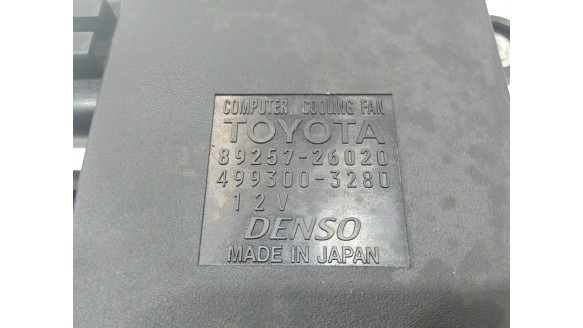 COMPUTER, COOLING FAN
TOYOTA
89257-26020
499300-3280
12V
DENSO
MADE IN JAPAN